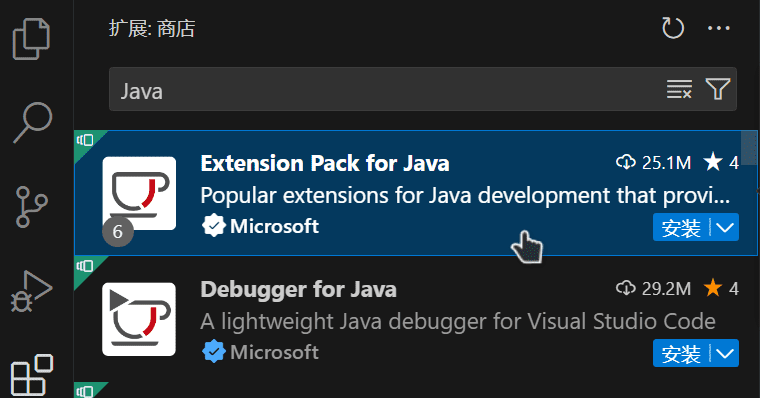 扩展: 商店
Java
Extension Pack for Java 25.1M 4
Popular extensions for Java development that provi...
6 Microsoft 安装
Debugger for Java 29.2M 4
A lightweight Java debugger for Visual Studio Code
Microsoft 安装